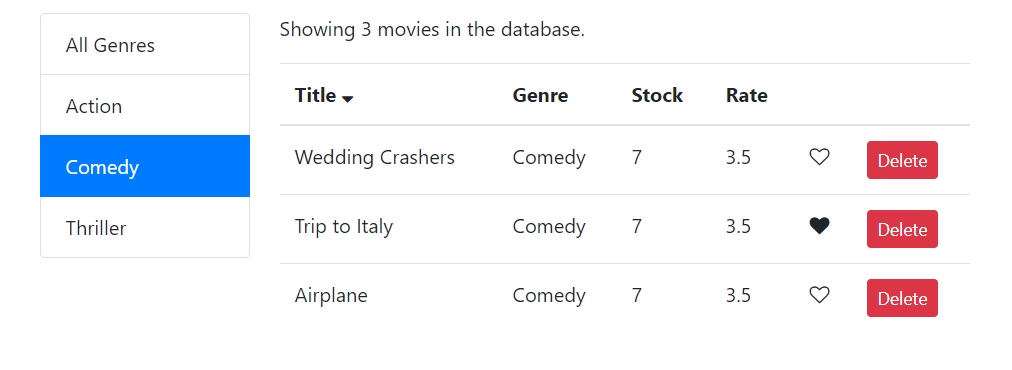 All Genres
Action
Comedy
Thriller
Showing 3 movies in the database.
Title Genre Stock Rate
Wedding Crashers Comedy 7 3.5 Delete
Trip to Italy Comedy 7 3.5 Delete
Airplane Comedy 7 3.5 Delete